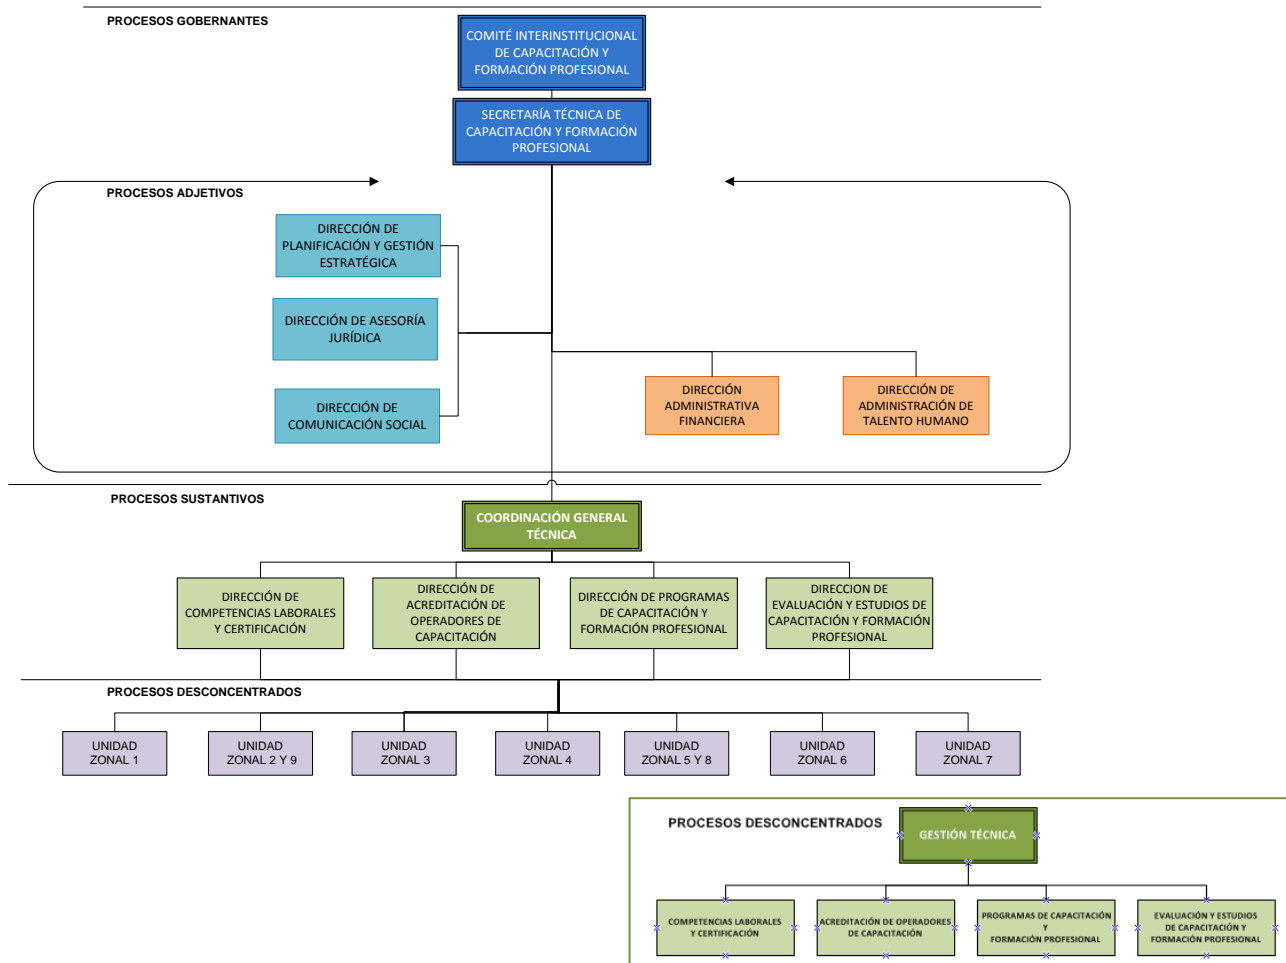 PROCESOS GOBERNANTES
COMITÉ INTERINSTITUCIONAL
DE CAPACITACIÓN Y
FORMACIÓN PROFESIONAL
SECRETARÍA TÉCNICA DE
CAPACITACIÓN Y FORMACIÓN
PROFESIONAL
PROCESOS ADJETIVOS
DIRECCIÓN DE
PLANIFICACIÓN Y GESTIÓN
ESTRATÉGICA
DIRECCIÓN DE ASESORÍA
JURÍDICA
DIRECCIÓN DE
COMUNICACIÓN SOCIAL
DIRECCIÓN
ADMINISTRATIVA
FINANCIERA
DIRECCIÓN DE
ADMINISTRACIÓN DE
TALENTO HUMANO
PROCESOS SUSTANTIVOS
COORDINACIÓN GENERAL
TÉCNICA
DIRECCIÓN DE
COMPETENCIAS LABORALES
Y CERTIFICACIÓN
DIRECCIÓN DE
ACREDITACIÓN DE
OPERADORES DE
CAPACITACIÓN
DIRECCIÓN DE PROGRAMAS
DE CAPACITACIÓN Y
FORMACIÓN PROFESIONAL
DIRECCION DE
EVALUACIÓN Y ESTUDIOS DE
CAPACITACIÓN Y FORMACIÓN
PROFESIONAL
PROCESOS DESCONCENTRADOS
UNIDAD
ZONAL 1
UNIDAD
ZONAL 2 Y 9
UNIDAD
ZONAL 3
UNIDAD
ZONAL 4
UNIDAD
ZONAL 5 Y 8
UNIDAD
ZONAL 6
UNIDAD
ZONAL 7
PROCESOS DESCONCENTRADOS
GESTIÓN TÉCNICA
COMPETENCIAS LABORALES
Y CERTIFICACIÓN
ACREDITACIÓN DE OPERADORES
DE CAPACITACIÓN
PROGRAMAS DE CAPACITACIÓN
Y
FORMACIÓN PROFESIONAL
EVALUACIÓN Y ESTUDIOS
DE CAPACITACIÓN Y
FORMACIÓN PROFESIONAL